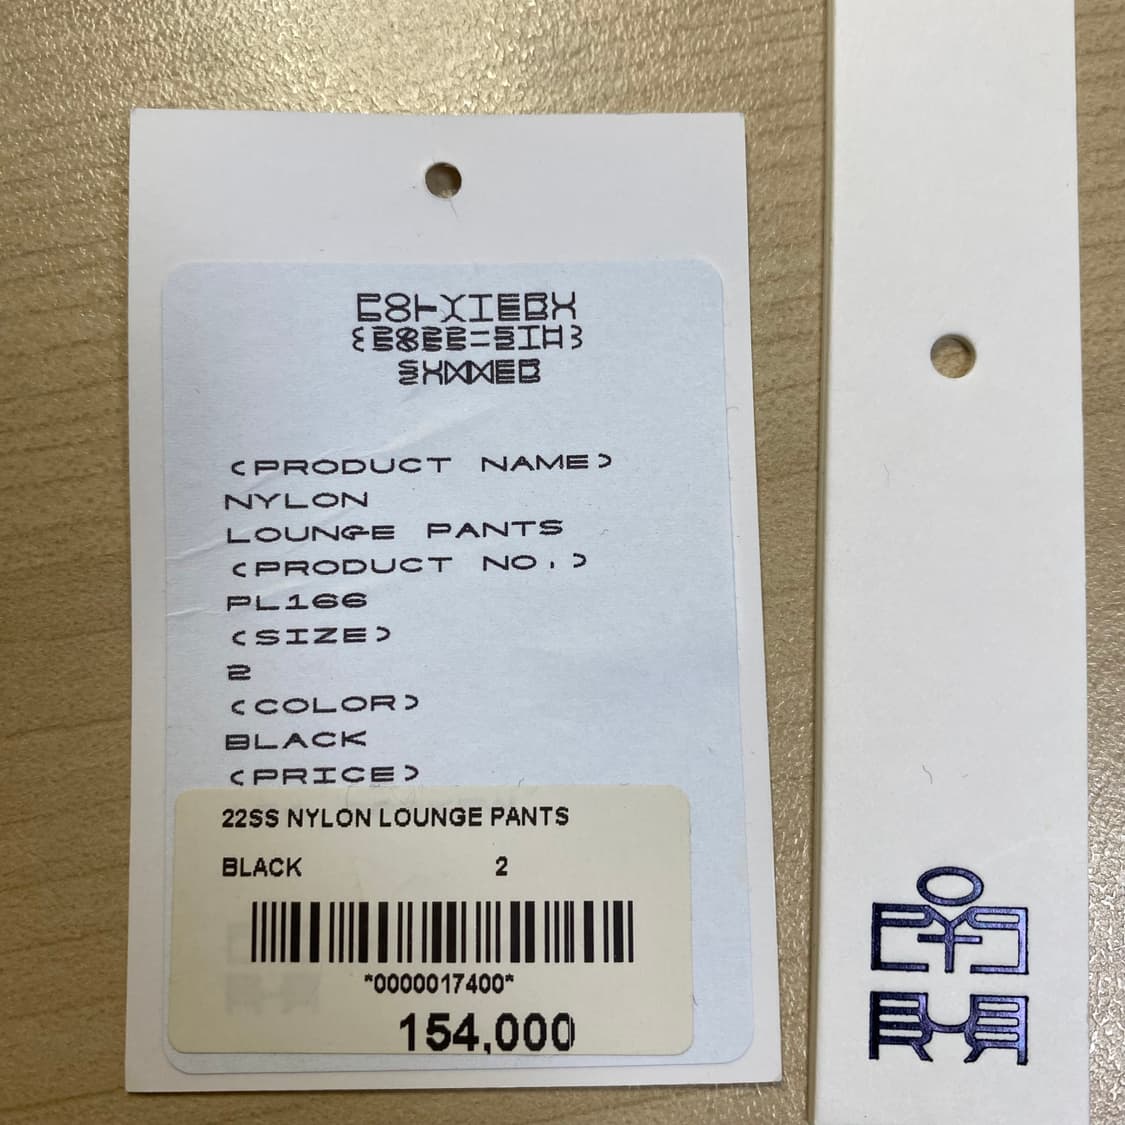 (PRODUCT NAME)
NYLON
LOUNGE PANTS
(PRODUCT NO.)
PL166
(SIZE)
2
(COLOR)
BLACK
(PRICE)
22SS NYLON LOUNGE PANTS
BLACK 2
*0000017400*
154,000